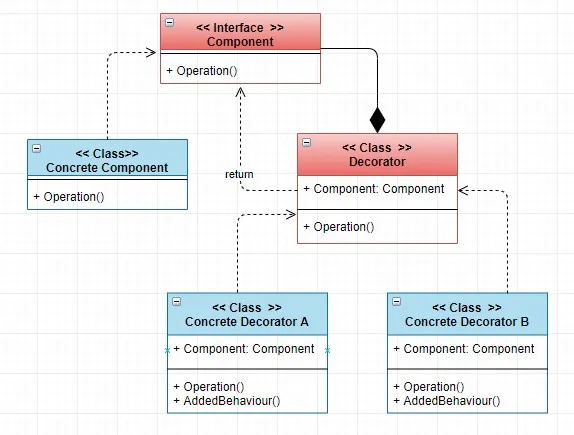 << Interface >>
Component
+ Operation()
<< Class>>
Concrete Component
+ Operation()
<< Class >>
Decorator
+ Component: Component
+ Operation()
return
<< Class >>
Concrete Decorator A
+ Component: Component
+ Operation()
+ AddedBehaviour()
<< Class >>
Concrete Decorator B
+ Component: Component
+ Operation()
+ AddedBehaviour()